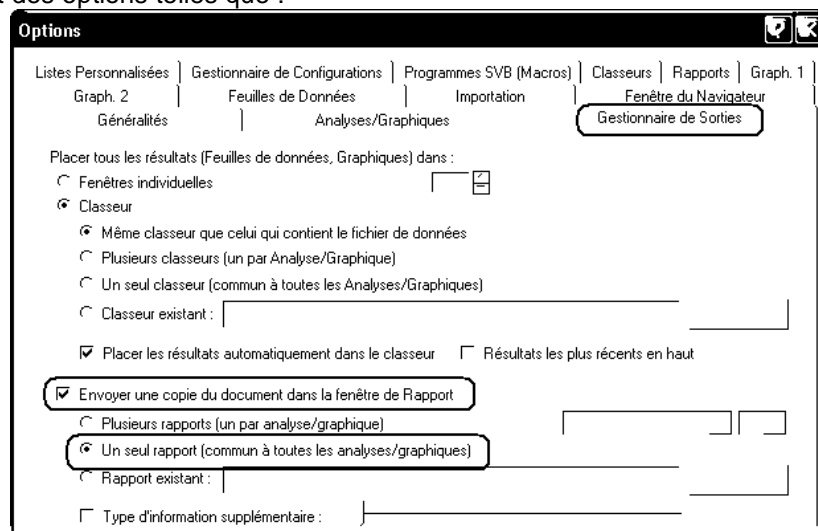 des options telles que :
Options
Listes Personnalisées | Gestionnaire de Configurations | Programmes SVB (Macros) | Classeurs | Rapports | Graph. 1
Graph. 2 | Feuilles de Données | Importation | Fenêtre du Navigateur
Généralités | Analyses/Graphiques | Gestionnaire de Sorties
Placer tous les résultats (Feuilles de données, Graphiques) dans :
Fenêtres individuelles
Classeur
Même classeur que celui qui contient le fichier de données
Plusieurs classeurs (un par Analyse/Graphique)
Un seul classeur (commun à toutes les Analyses/Graphiques)
Classeur existant :
Placer les résultats automatiquement dans le classeur Résultats les plus récents en haut
Envoyer une copie du document dans la fenêtre de Rapport
Plusieurs rapports (un par analyse/graphique)
Un seul rapport (commun à toutes les analyses/graphiques)
Rapport existant :
Type d'information supplémentaire :